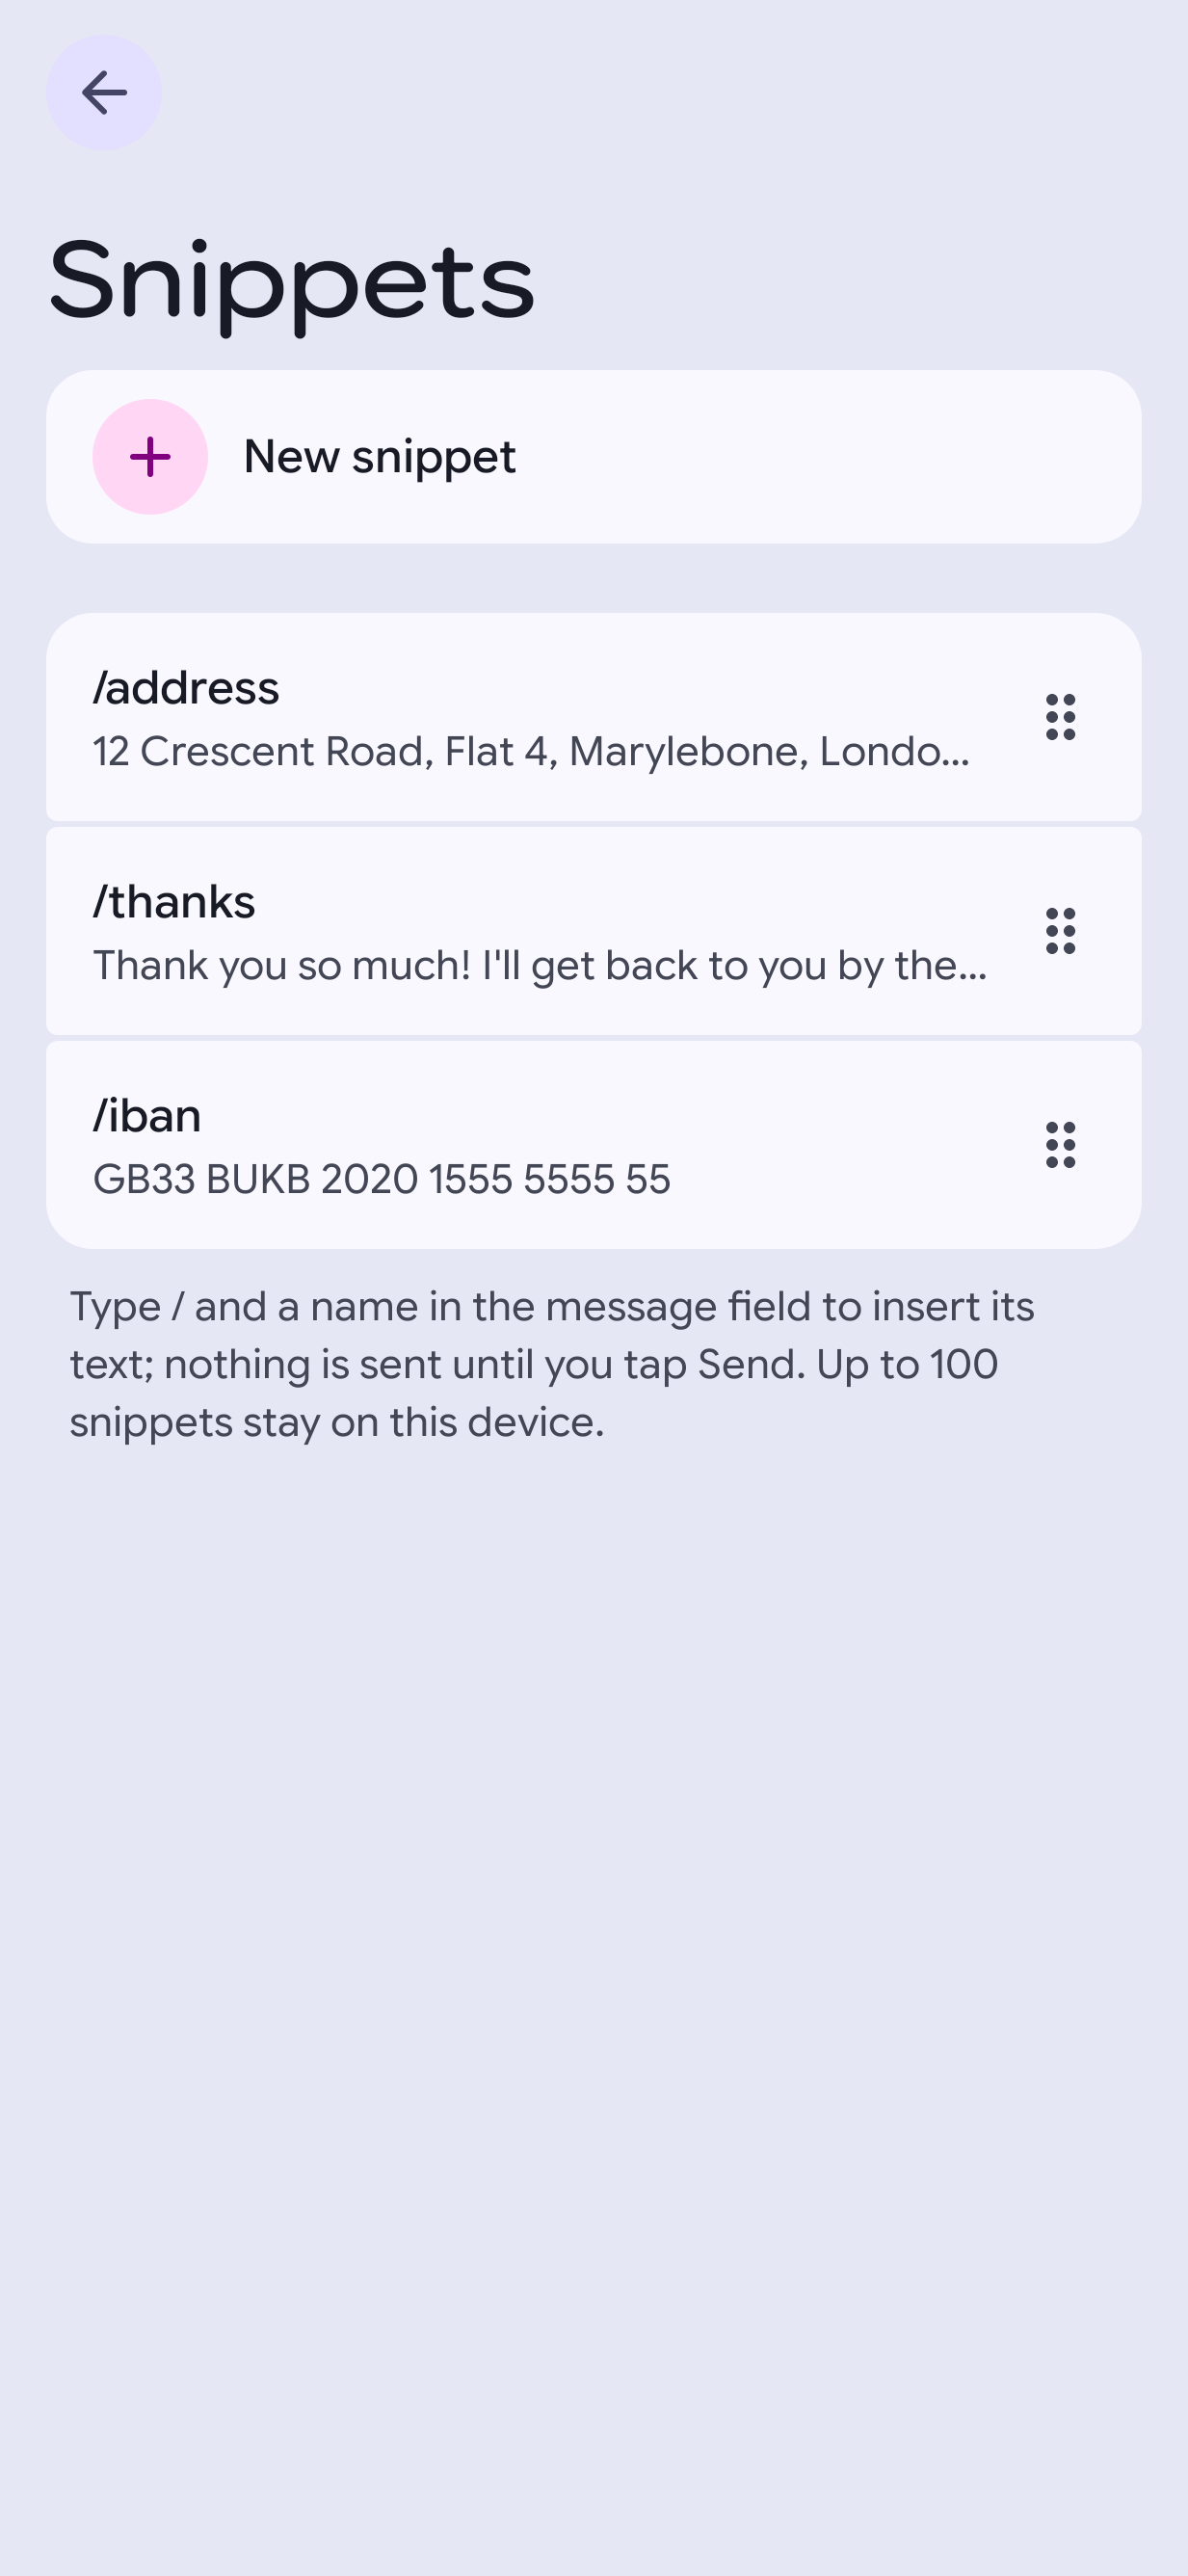 Snippets
New snippet
/address
12 Crescent Road, Flat 4, Marylebone, Londo...
/thanks
Thank you so much! I'll get back to you by the...
/iban
GB33 BUKB 2020 1555 5555 55
Type / and a name in the message field to insert its
text; nothing is sent until you tap Send. Up to 100
snippets stay on this device.